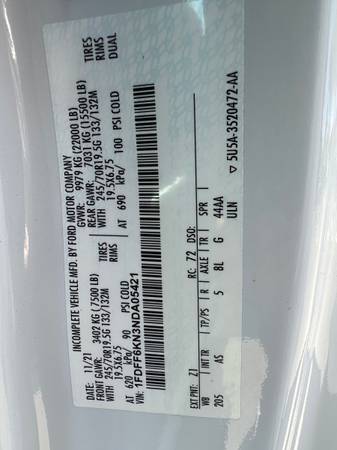 INCOMPLETE VEHICLE MFD. BY FORD MOTOR COMPANY
11/21 GVWR: 9979 KG (22000 LB)
FRONT GAWR: 3402 KG (7500 LB) REAR GAWR: 7031 KG (15500 LB)
WITH 245/70R19.5G 133/132M TIRES WITH 245/70R19.5G 133/132M TIRES
19.5X6.75 RIMS 19.5X6.75 RIMS
AT 620 kPa/ 90 PSI COLD AT 690 kPa/ 100 PSI COLD DUAL
VIN: 1FDFF6KN3NDA05421
EXT PNT: Z1 RC: 72 DSO:
WB INT TR TP/PS R AXLE TR SPR
205 AS 5 8L G 44AA
ULN
▽ 5U5A-3520472-AA